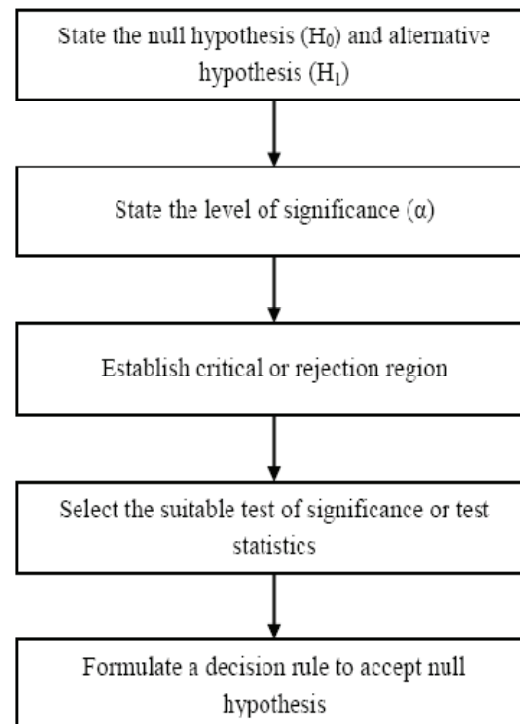 State the null hypothesis (H₀) and alternative
hypothesis (H₁)
State the level of significance (α)
Establish critical or rejection region
Select the suitable test of significance or test
statistics
Formulate a decision rule to accept null
hypothesis